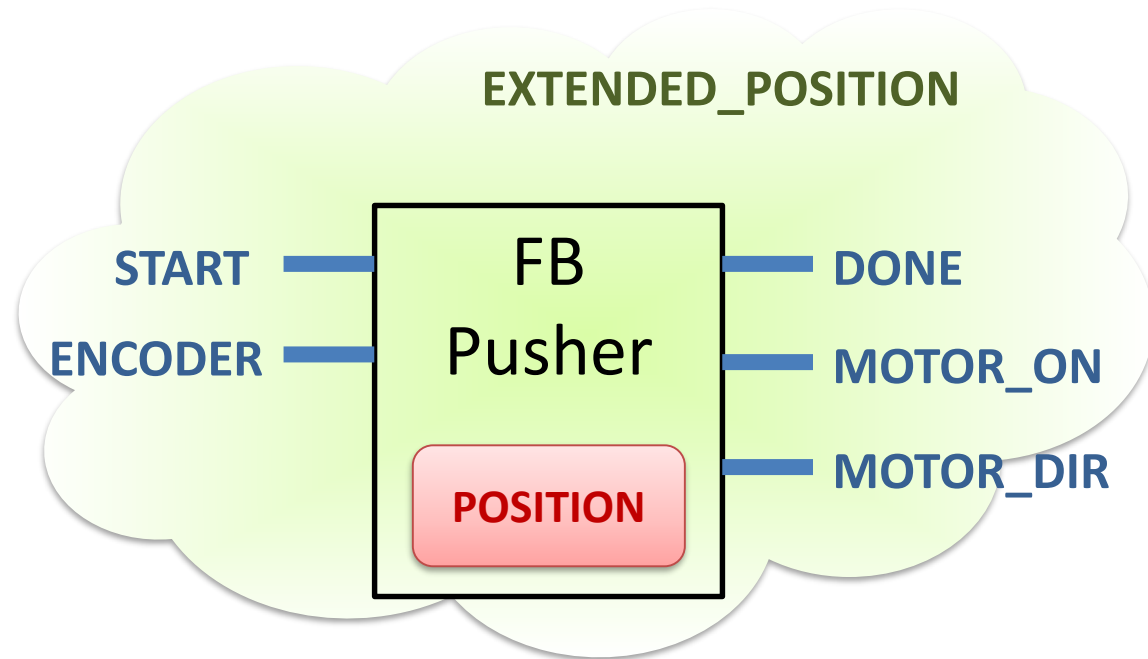 EXTENDED_POSITION
START
ENCODER
FB
Pusher
POSITION
DONE
MOTOR_ON
MOTOR_DIR